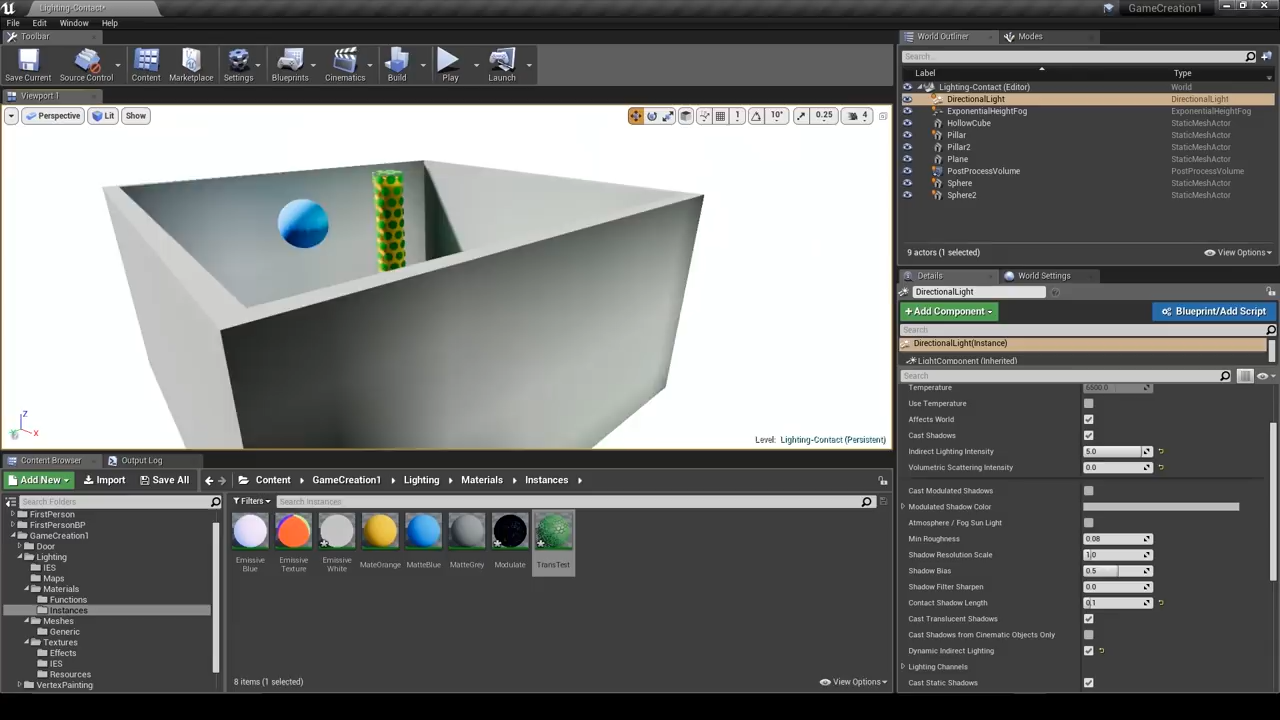 Lighting-Contact*
GameCreation1
File Edit Window Help
Toolbar
Save Current Source Control Content Marketplace Settings Blueprints Cinematics Build Play Launch
Viewport 1
Perspective Lit Show
1 10° 0.25 4
Level: Lighting-Contact (Persistent)
World Outliner Modes
Search...
Label Type
Lighting-Contact (Editor) World
DirectionalLight DirectionalLight
ExponentialHeightFog ExponentialHeightFog
HollowCube StaticMeshActor
Pillar StaticMeshActor
Pillar2 StaticMeshActor
Plane StaticMeshActor
PostProcessVolume PostProcessVolume
Sphere StaticMeshActor
Sphere2 StaticMeshActor
9 actors (1 selected) View Options
Details World Settings
DirectionalLight
+Add Component Blueprint/Add Script
Search
DirectionalLight(Instance)
LightComponent (Inherited)
Search
Temperature 6500.0
Use Temperature
Affects World
Cast Shadows
Indirect Lighting Intensity 5.0
Volumetric Scattering Intensity 0.0
Cast Modulated Shadows
Modulated Shadow Color
Atmosphere / Fog Sun Light
Min Roughness 0.08
Shadow Resolution Scale 1.0
Shadow Bias 0.5
Shadow Filter Sharpen 0.0
Contact Shadow Length 0.1
Cast Translucent Shadows
Cast Shadows from Cinematic Objects Only
Dynamic Indirect Lighting
Lighting Channels
Cast Static Shadows
Content Browser Output Log
Add New Import Save All Content GameCreation1 Lighting Materials Instances
Search Folders
Filters Search Instances
FirstPerson
FirstPersonBP
GameCreation1
Door
Lighting
IES
Maps
Materials
Functions
Instances
Meshes
Generic
Textures
Effects
IES
Resources
VertexPainting
Emissive Blue
Emissive Texture
Emissive White
MateOrange
MatteBlue
MatteGrey
Modulate
TransTest
8 items (1 selected) View Options
Z
X